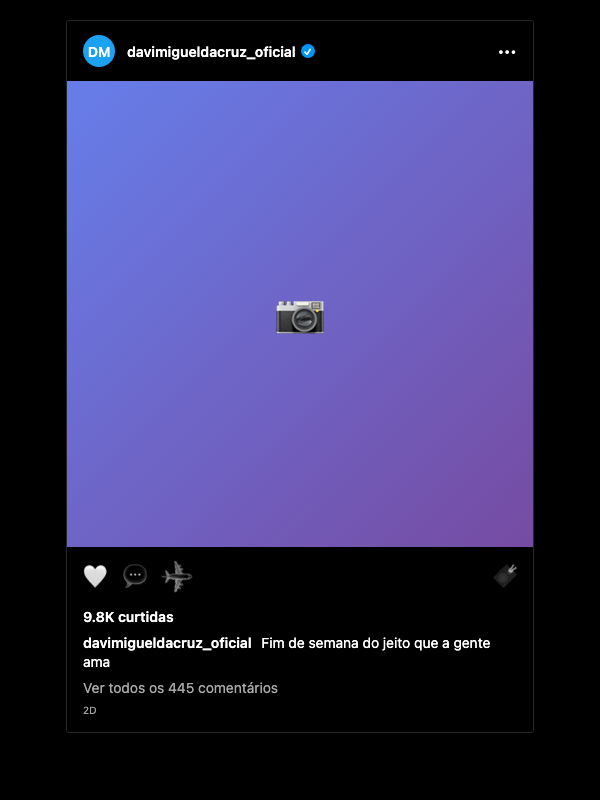 DM davimigueldacruz_oficial
9.8K curtidas
davimigueldacruz_oficial Fim de semana do jeito que a gente
ama
Ver todos os 445 comentários
2D